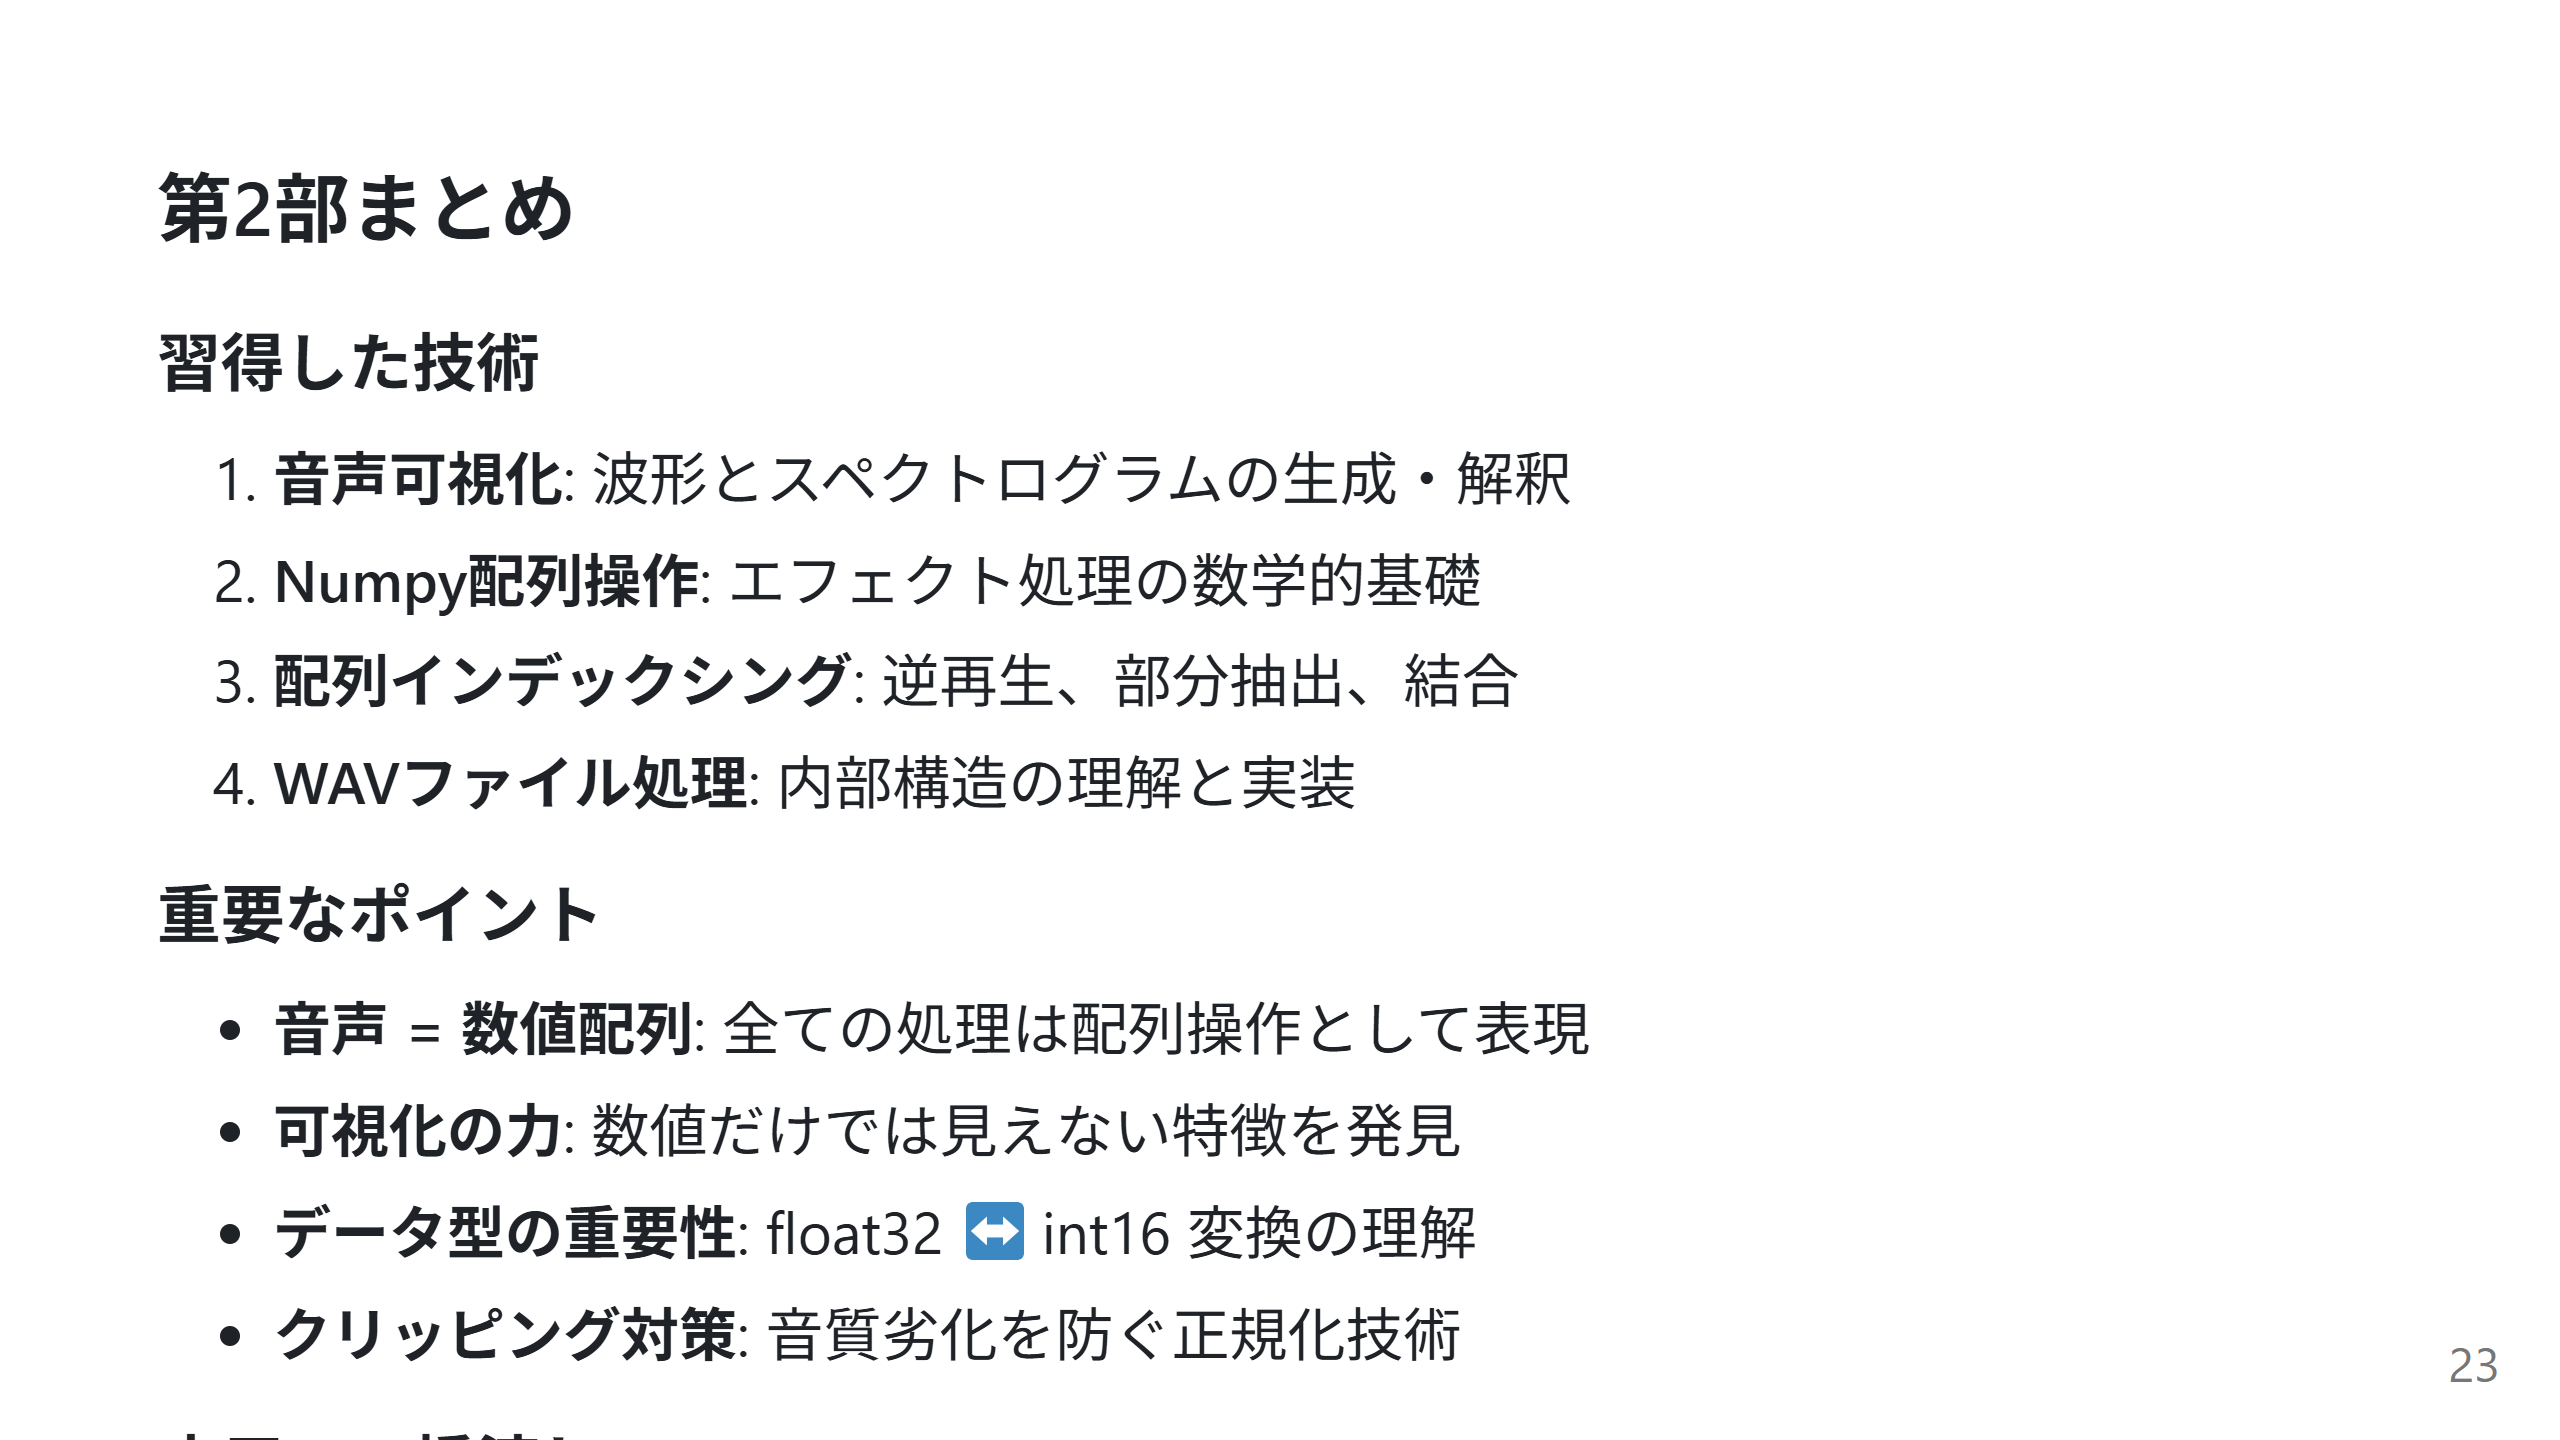 第2部まとめ
習得した技術
1. 音声可視化: 波形とスペクトログラムの生成・解釈
2. Numpy配列操作: エフェクト処理の数学的基礎
3. 配列インデックシング: 逆再生、部分抽出、結合
4. WAVファイル処理: 内部構造の理解と実装
重要なポイント
• 音声 = 数値配列: 全ての処理は配列操作として表現
• 可視化の力: 数値だけでは見えない特徴を発見
• データ型の重要性: float32 ↔️ int16 変換の理解
• クリッピング対策: 音質劣化を防ぐ正規化技術
23